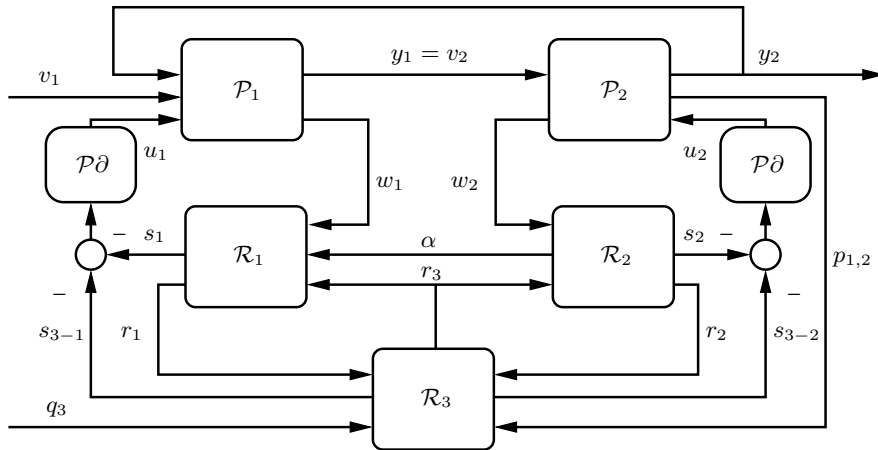 𝒫₁
y₁ = v₂
𝒫₂
y₂
v₁
𝒫∂
u₁
w₁
w₂
u₂
𝒫∂
–
s₁
ℛ₁
α
ℛ₂
s₂
–
p₁,₂
r₃
–
–
s₃₋₁
r₁
r₂
s₃₋₂
ℛ₃
q₃